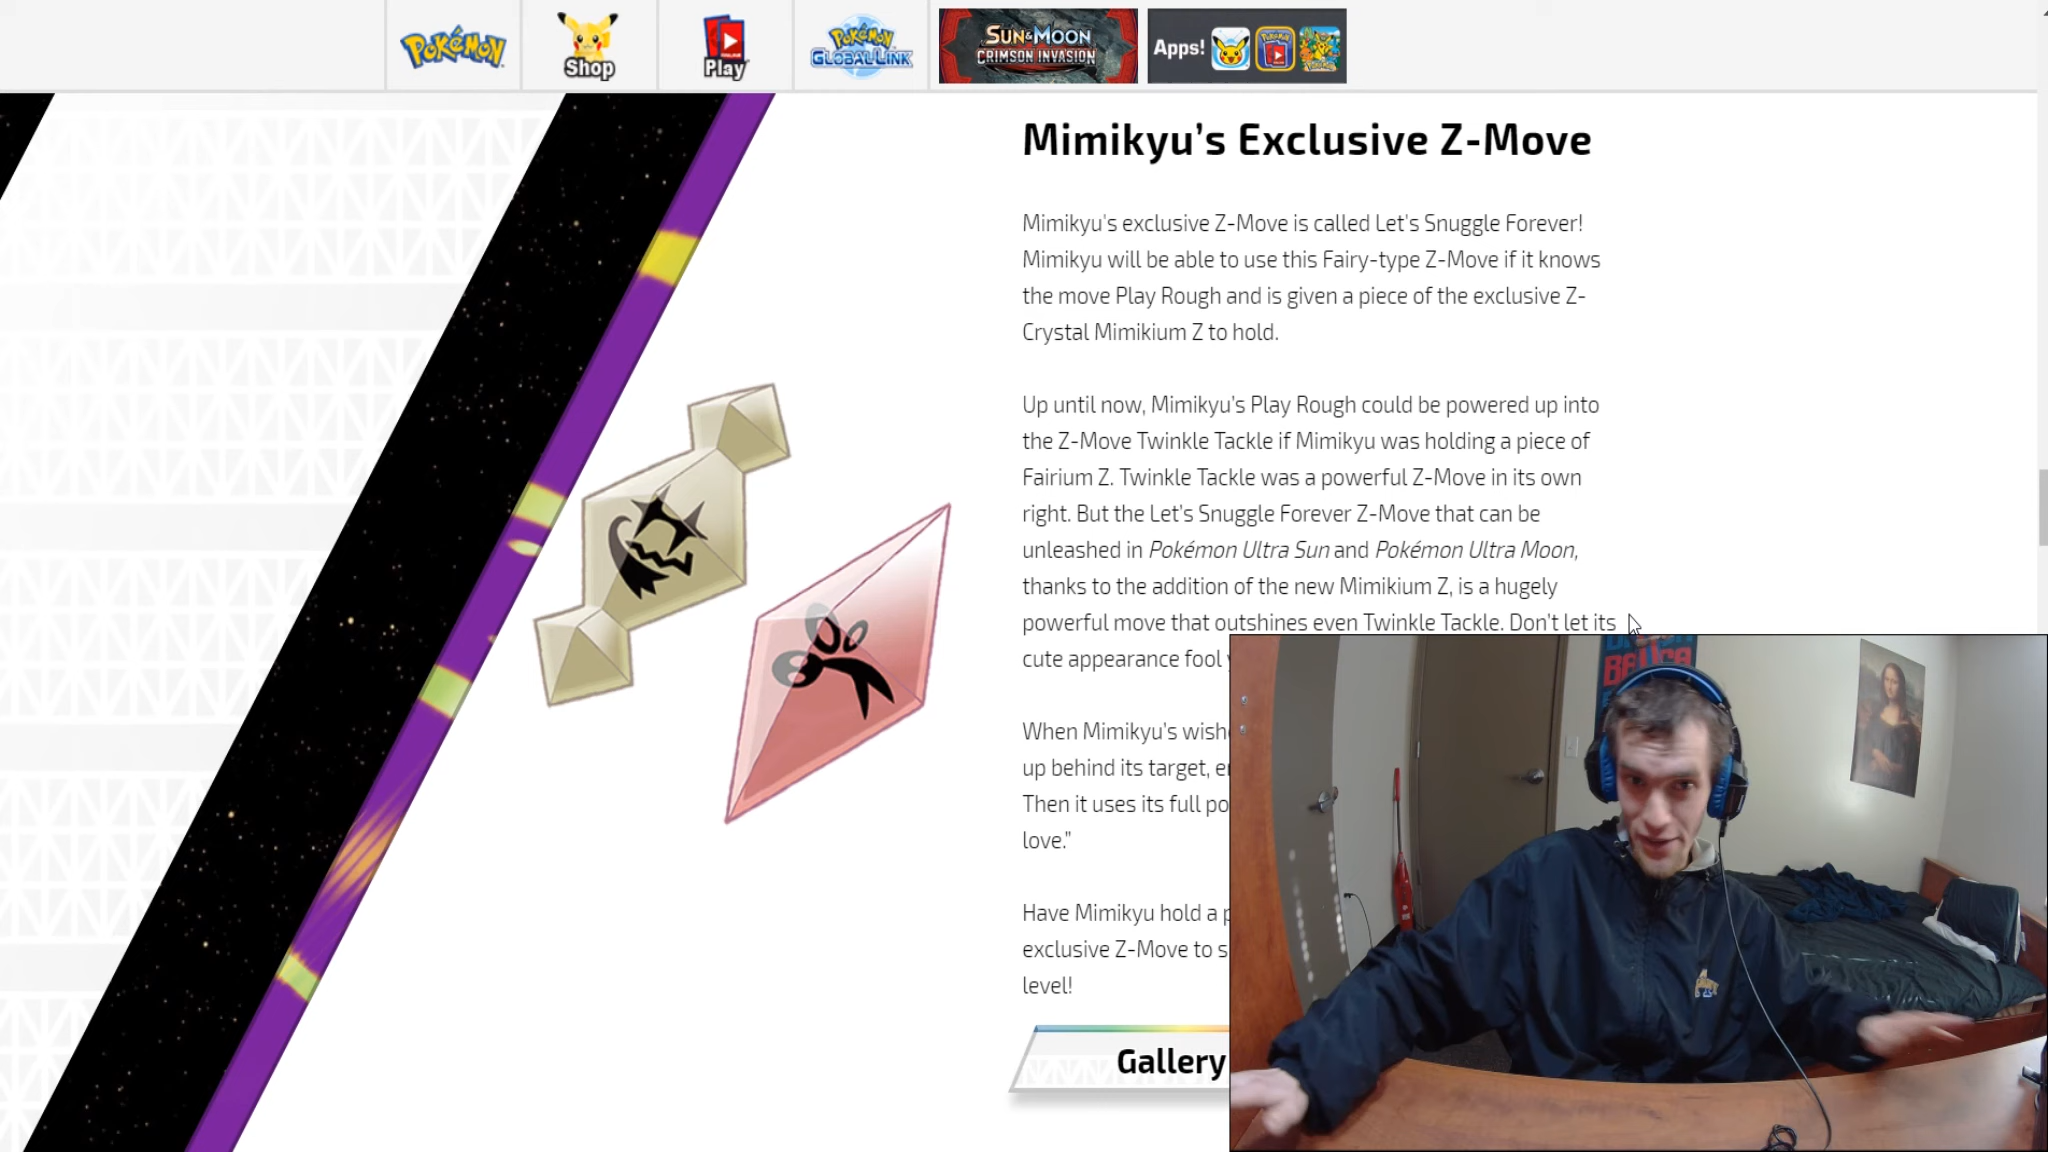 POKéMON
Shop
Play
POKéMON
GLOBAL LINK
SUN & MOON
CRIMSON INVASION
Apps!
Mimikyu’s Exclusive Z-Move
Mimikyu's exclusive Z-Move is called Let's Snuggle Forever!
Mimikyu will be able to use this Fairy-type Z-Move if it knows
the move Play Rough and is given a piece of the exclusive Z-
Crystal Mimikium Z to hold.
Up until now, Mimikyu’s Play Rough could be powered up into
the Z-Move Twinkle Tackle if Mimikyu was holding a piece of
Fairium Z. Twinkle Tackle was a powerful Z-Move in its own
right. But the Let’s Snuggle Forever Z-Move that can be
unleashed in Pokémon Ultra Sun and Pokémon Ultra Moon,
thanks to the addition of the new Mimikium Z, is a hugely
powerful move that outshines even Twinkle Tackle. Don't let its
cute appearance fool
When Mimikyu’s
up behind its target,
Then it uses its full
love."
Have Mimikyu hold a
exclusive Z-Move to
level!
Gallery